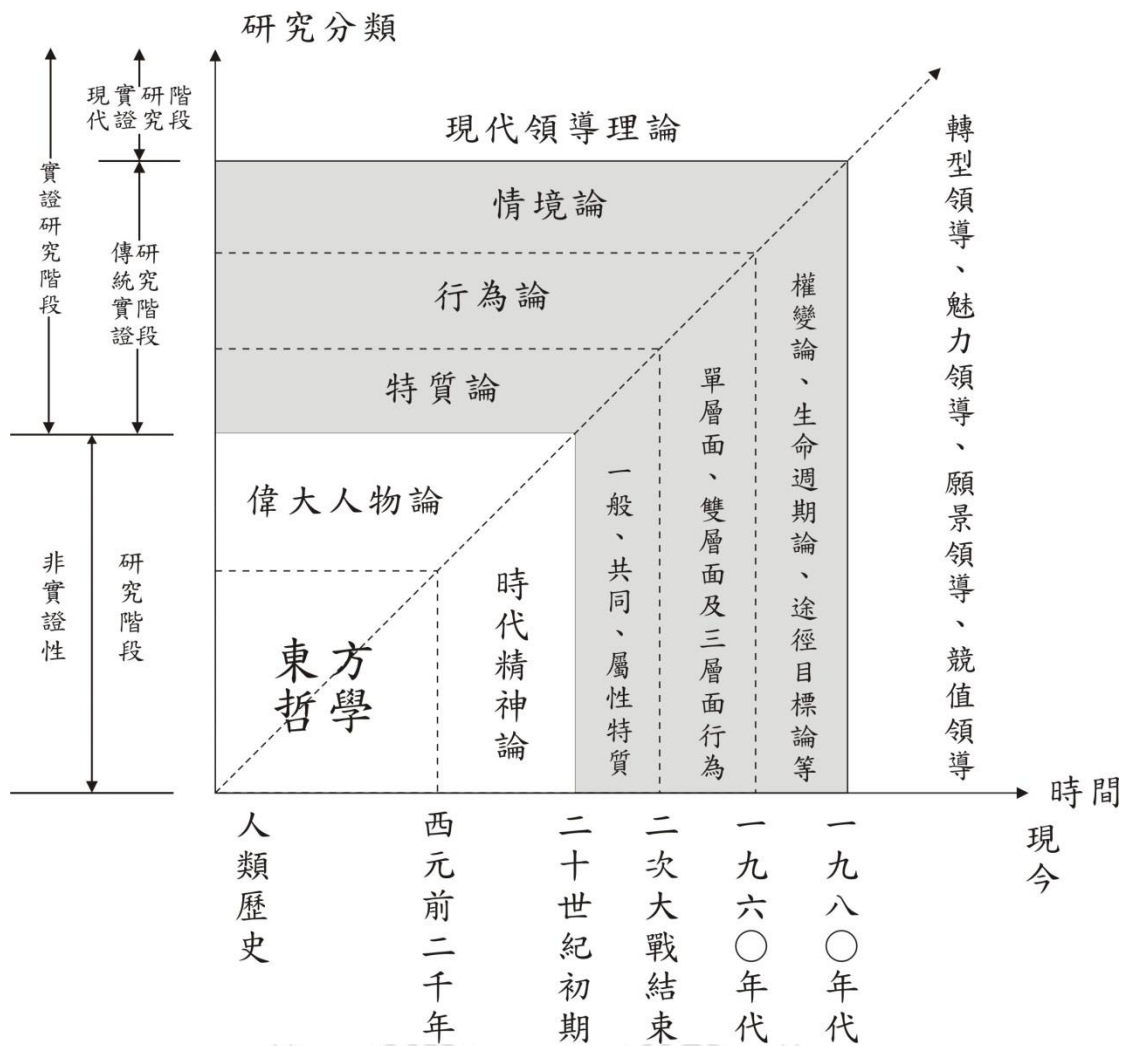 研究分類
現代
實證
研究
階段
實證研究階段
傳統實證
研究階段
非實證性
研究階段
現代領導理論
情境論
行為論
特質論
偉大人物論
東方
哲學
時代精神論
一般、共同、屬性特質
單層面、雙層面及三層面行為
權變論、生命週期論、途徑目標論等
轉型領導、魅力領導、願景領導、競值領導
時間
人類歷史
西元前二千年
二十世紀初期
二次大戰結束
一九六〇年代
一九八〇年代
現今